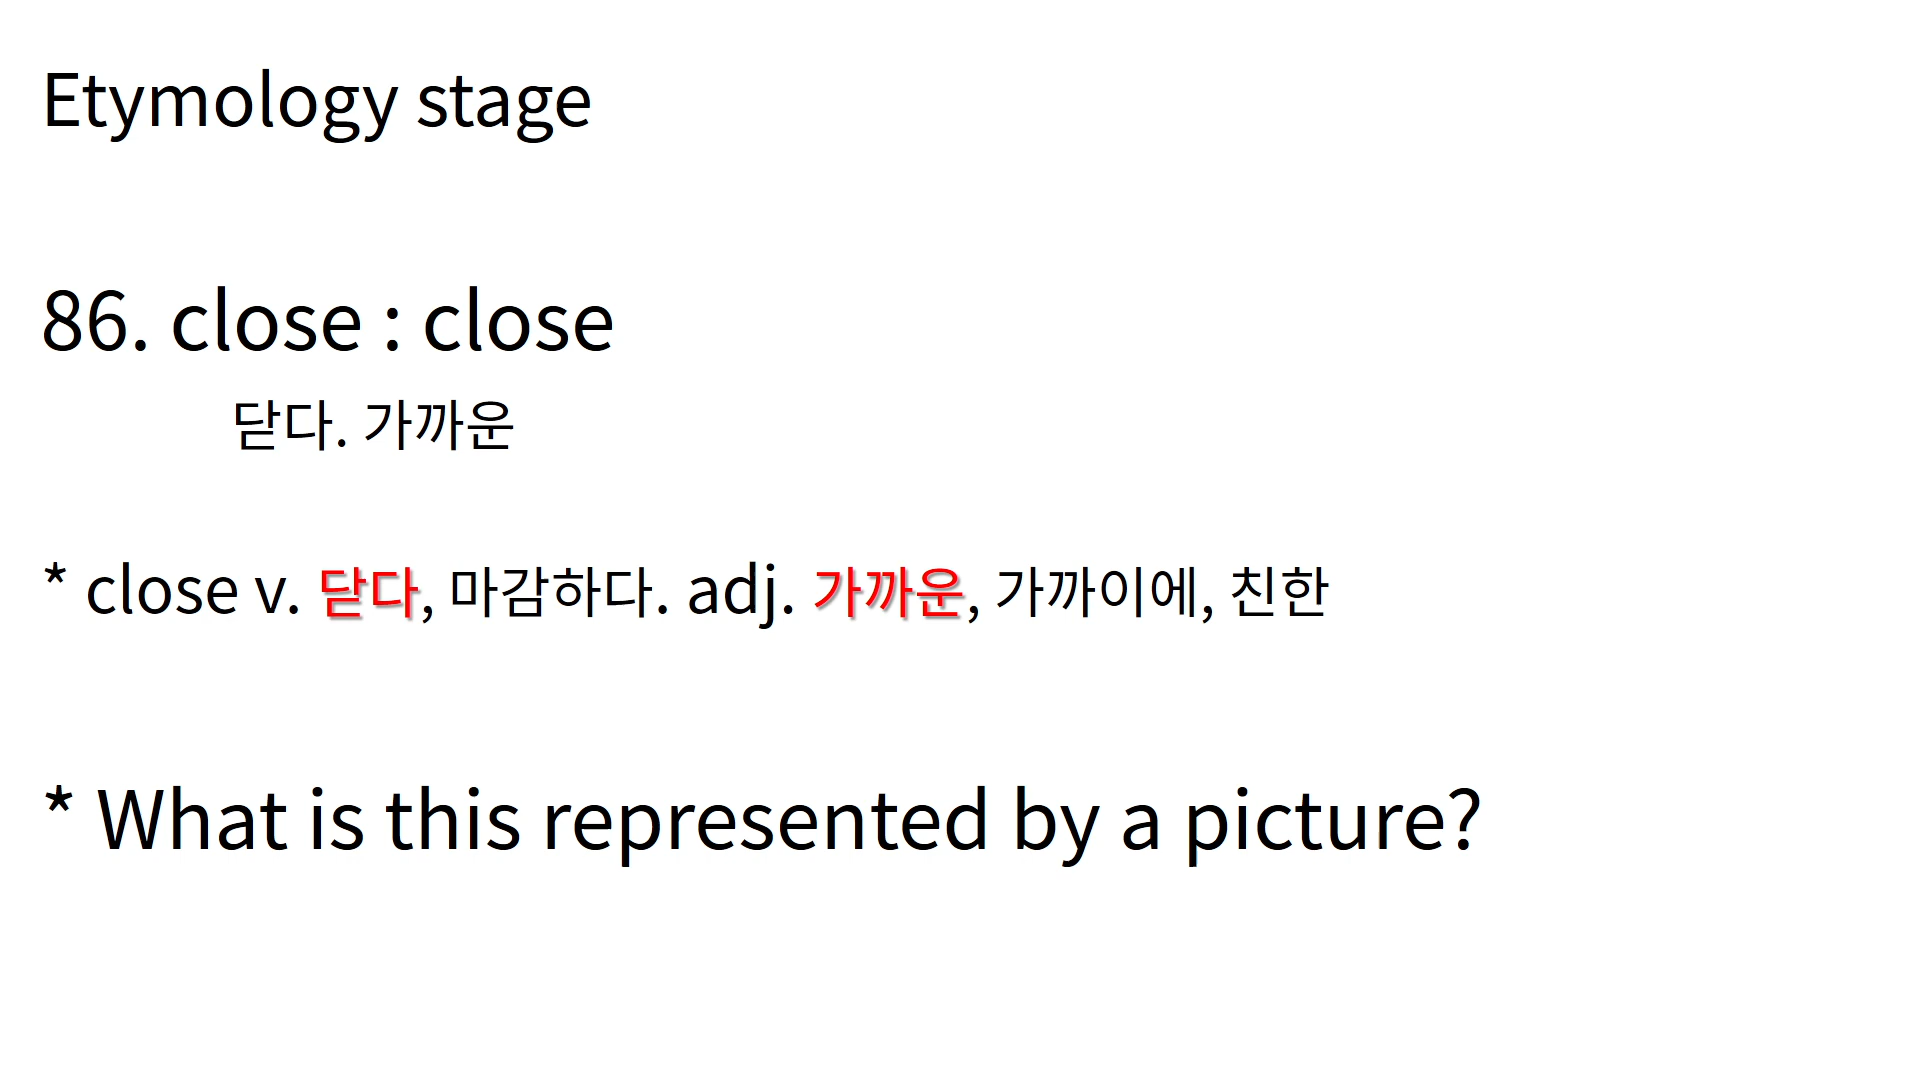 Etymology stage
86. close : close
닫다. 가까운
* close v. 닫다, 마감하다. adj. 가까운, 가까이에, 친한
* What is this represented by a picture?